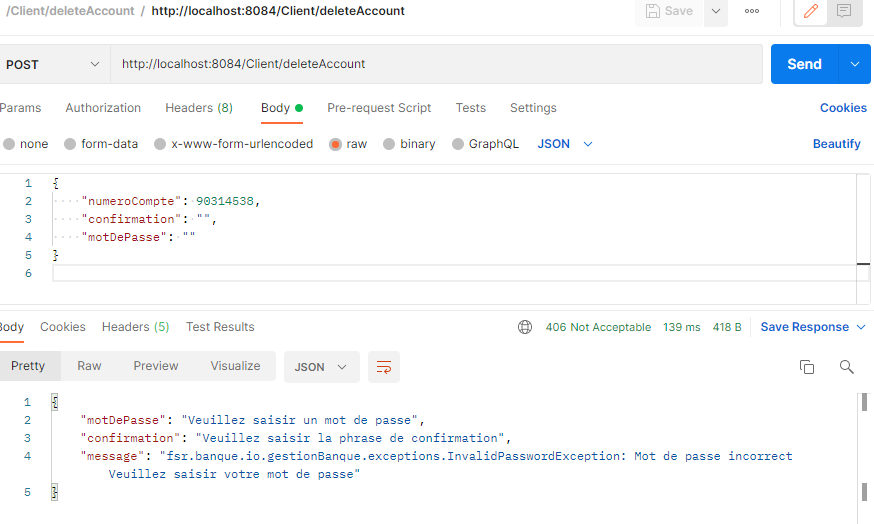 /Client/deleteAccount / http://localhost:8084/Client/deleteAccount Save
POST http://localhost:8084/Client/deleteAccount Send
Params Authorization Headers (8) Body Pre-request Script Tests Settings Cookies
none form-data x-www-form-urlencoded raw binary GraphQL JSON Beautify
1 {
2 "numeroCompte": 90314538,
3 "confirmation": "",
4 "motDePasse": ""
5 }
6
Body Cookies Headers (5) Test Results 406 Not Acceptable 139 ms 418 B Save Response
Pretty Raw Preview Visualize JSON
1 {
2 "motDePasse": "Veuillez saisir un mot de passe",
3 "confirmation": "Veuillez saisir la phrase de confirmation",
4 "message": "fsr.banque.io.gestionBanque.exceptions.InvalidPasswordException: Mot de passe incorrect
Veuillez saisir votre mot de passe"
5 }